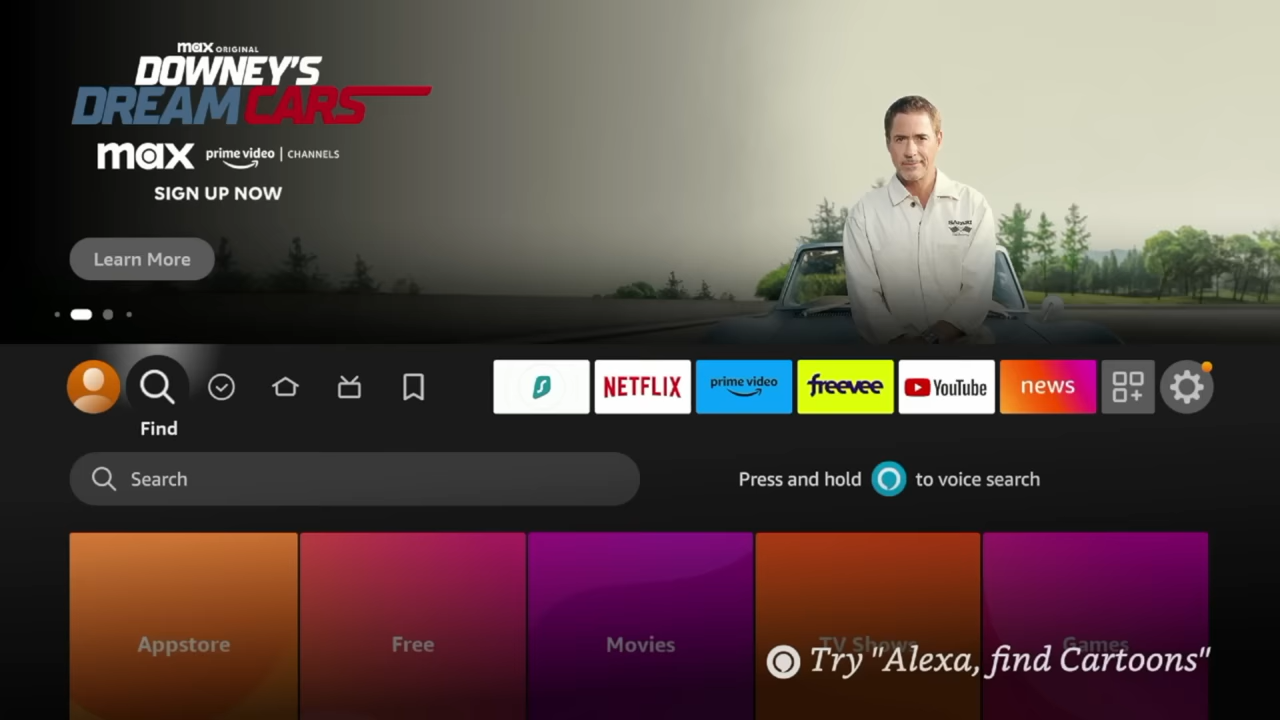 max ORIGINAL
DOWNEY'S
DREAM CARS
max prime video | CHANNELS
SIGN UP NOW
Learn More
NETFLIX prime video freevee YouTube news
Find
Search
Press and hold to voice search
Appstore Free Movies TV Shows Games
Try "Alexa, find Cartoons"